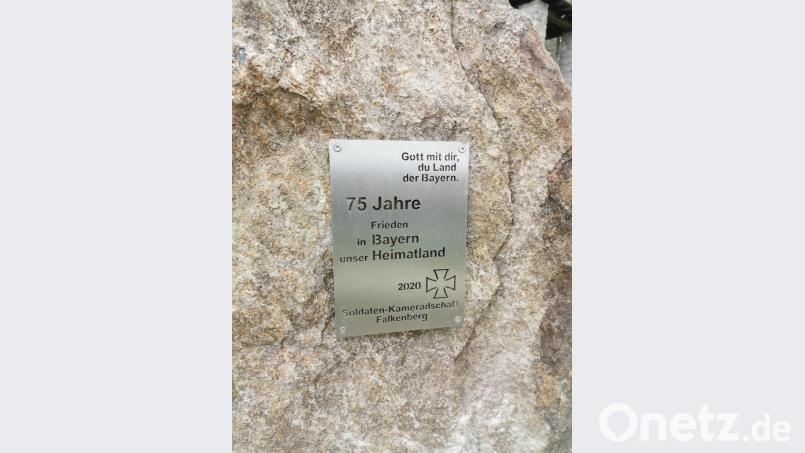 Gott mit dir,
du Land
der Bayern.
75 Jahre
Frieden
in Bayern
unser Heimatland
2020
Soldaten-Kameradschaft
Falkenberg
Onetz.de